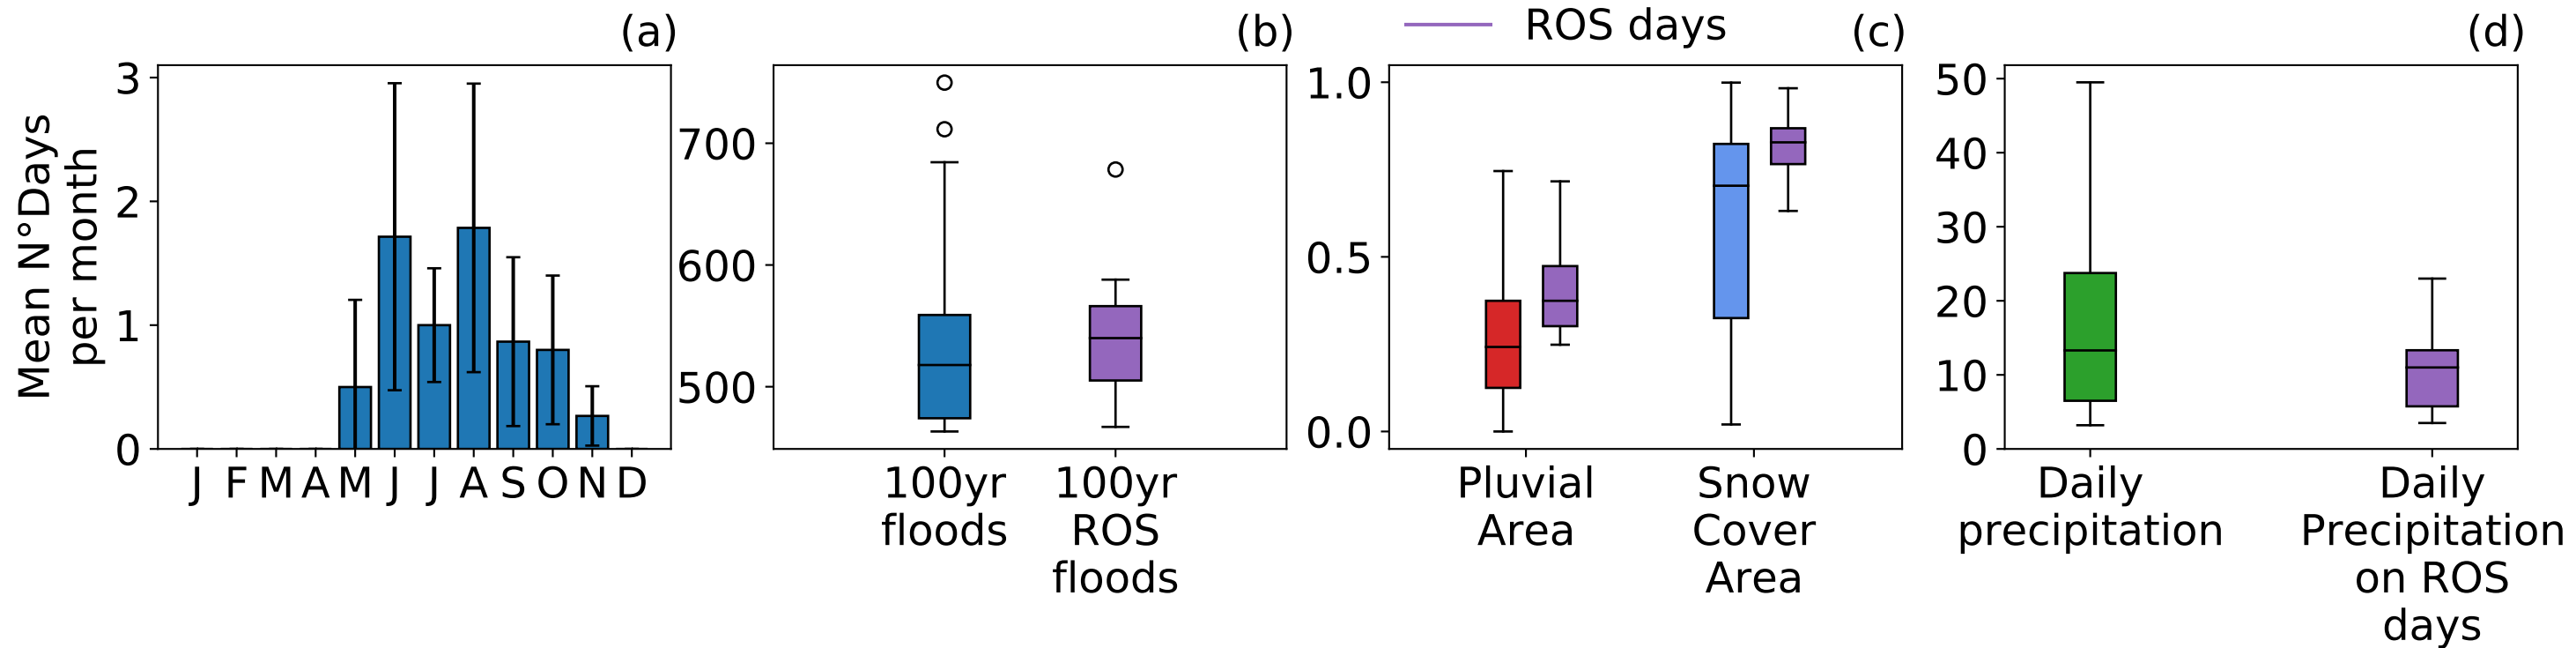 (a)
Mean N°Days
per month
3
2
1
0
J F M A M J J A S O N D
(b)
700
600
500
100yr
floods
100yr
ROS
floods
ROS days
(c)
1.0
0.5
0.0
Pluvial
Area
Snow
Cover
Area
(d)
50
40
30
20
10
0
Daily
precipitation
Daily
Precipitation
on ROS
days